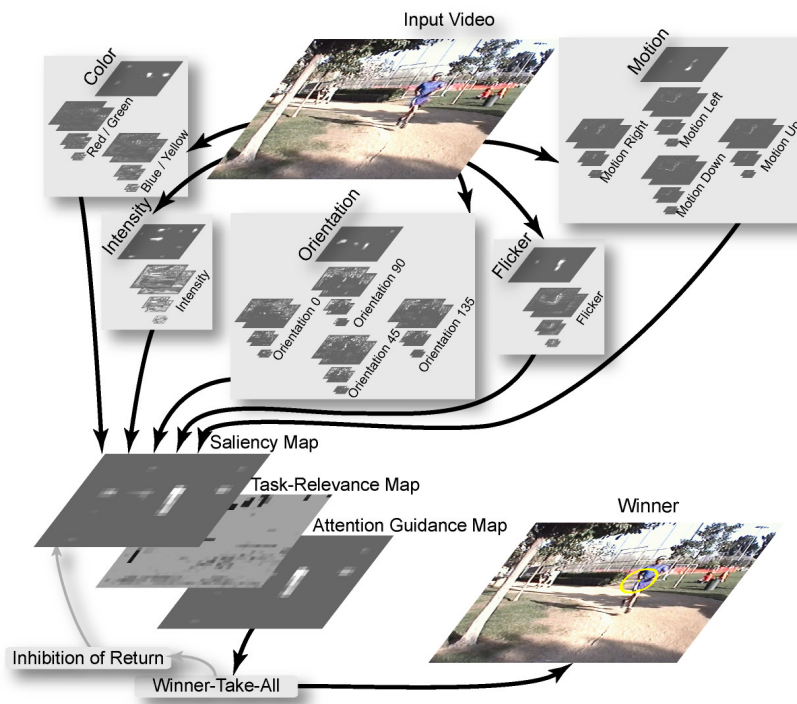 Input Video
Color
Red / Green
Blue / Yellow
Motion
Motion Left
Motion Right
Motion Up
Motion Down
Intensity
Intensity
Orientation
Orientation 90
Orientation 0
Orientation 135
Orientation 45
Flicker
Flicker
Saliency Map
Task-Relevance Map
Attention Guidance Map
Winner
Inhibition of Return
Winner-Take-All